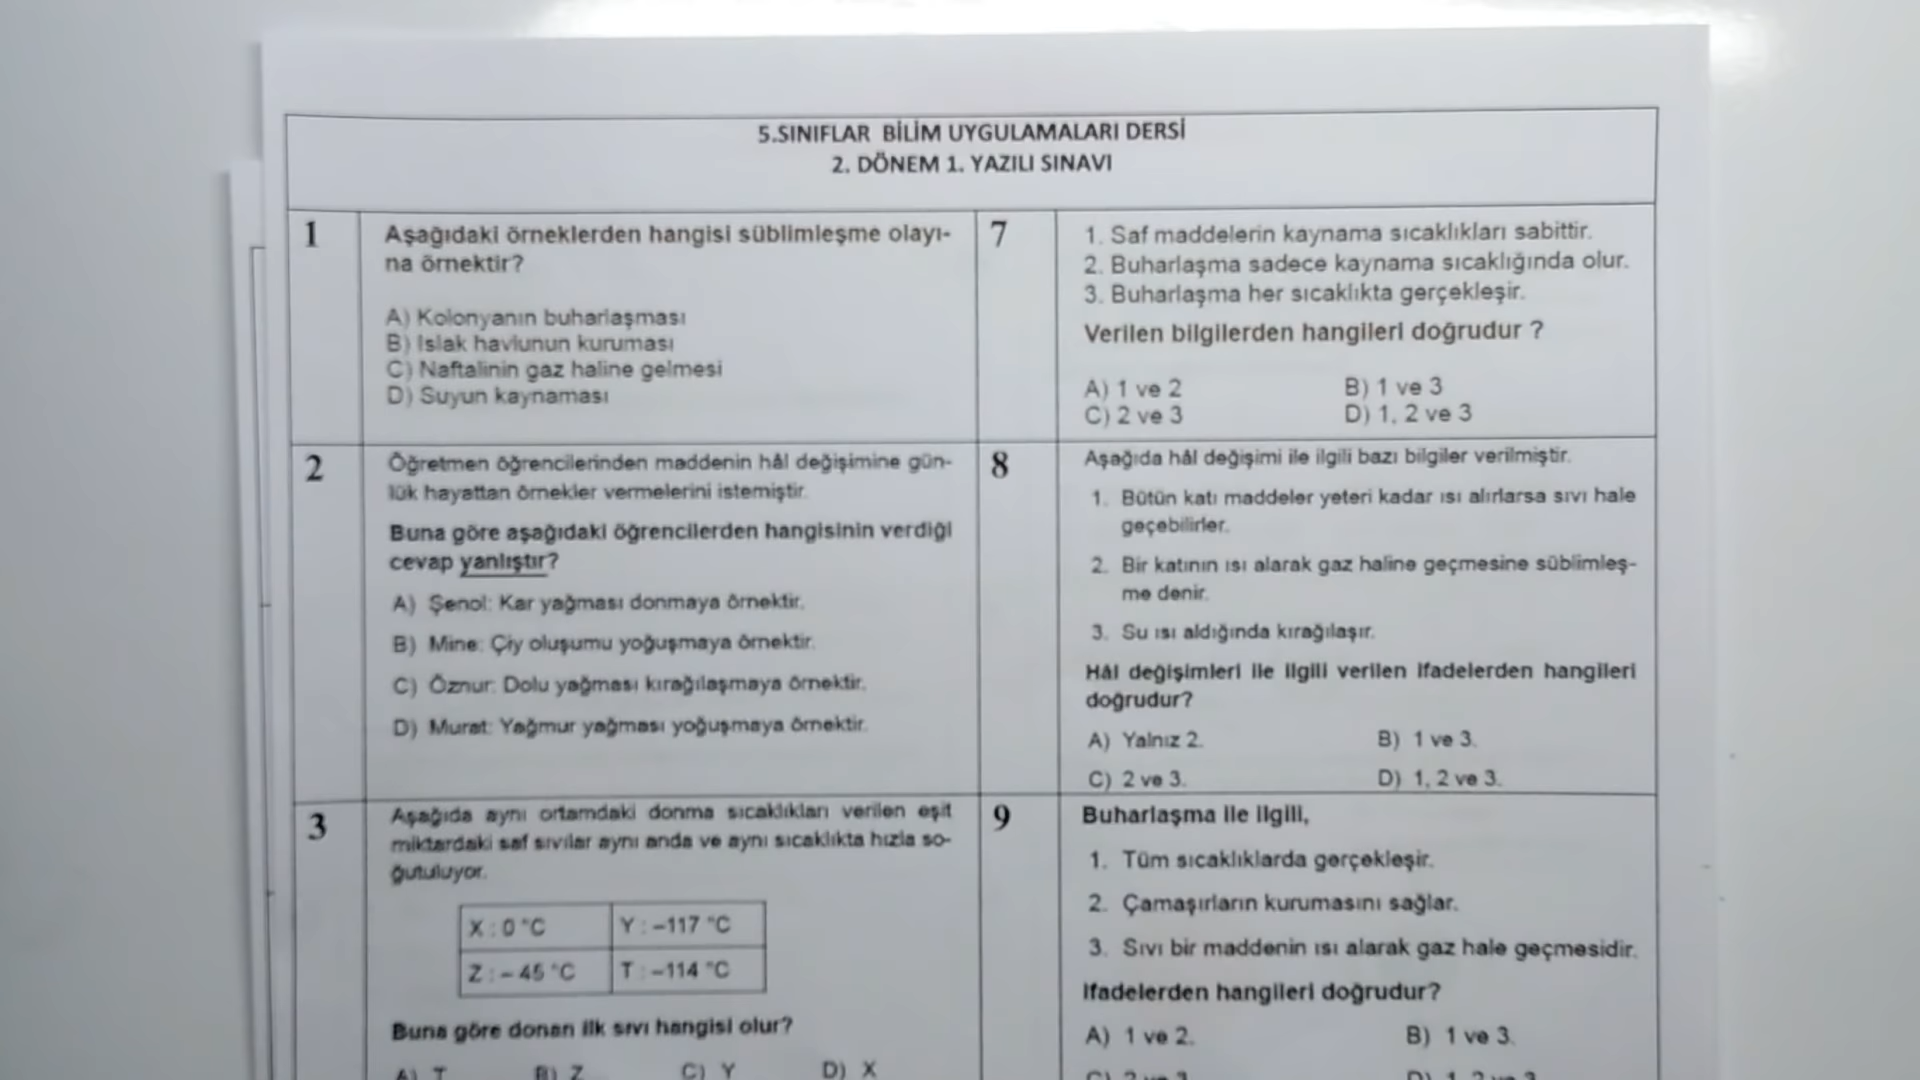 5.SINIFLAR BİLİM UYGULAMALARI DERSİ
2. DÖNEM 1. YAZILI SINAVI
1
Aşağıdaki örneklerden hangisi süblimleşme olayı-
na örnektir?
A) Kolonyanın buharlaşması
B) Islak havlunun kuruması
C) Naftalinin gaz haline gelmesi
D) Suyun kaynaması
2
Öğretmen öğrencilerinden maddenin hâl değişimine gün-
lük hayattan örnekler vermelerini istemiştir.
Buna göre aşağıdaki öğrencilerden hangisinin verdiği
cevap yanlıştır?
A) Şenol: Kar yağması donmaya örnektir.
B) Mine: Çiy oluşumu yoğuşmaya örnektir.
C) Öznur: Dolu yağması kırağılaşmaya örnektir.
D) Murat: Yağmur yağması yoğuşmaya örnektir.
3
Aşağıda aynı ortamdaki donma sıcaklıkları verilen eşit
miktardaki saf sıvılar aynı anda ve aynı sıcaklıkta hızla so-
ğutuluyor.
X : 0 °C
Y : –117 °C
Z : – 45 °C
T : –114 °C
Buna göre donan ilk sıvı hangisi olur?
A) T B) Z C) Y D) X
7
1. Saf maddelerin kaynama sıcaklıkları sabittir.
2. Buharlaşma sadece kaynama sıcaklığında olur.
3. Buharlaşma her sıcaklıkta gerçekleşir.
Verilen bilgilerden hangileri doğrudur ?
A) 1 ve 2 B) 1 ve 3
C) 2 ve 3 D) 1, 2 ve 3
8
Aşağıda hâl değişimi ile ilgili bazı bilgiler verilmiştir.
1. Bütün katı maddeler yeteri kadar ısı alırlarsa sıvı hale
geçebilirler.
2. Bir katının ısı alarak gaz haline geçmesine süblimleş-
me denir.
3. Su ısı aldığında kırağılaşır.
Hâl değişimleri ile ilgili verilen ifadelerden hangileri
doğrudur?
A) Yalnız 2. B) 1 ve 3.
C) 2 ve 3. D) 1, 2 ve 3.
9
Buharlaşma ile ilgili,
1. Tüm sıcaklıklarda gerçekleşir.
2. Çamaşırların kurumasını sağlar.
3. Sıvı bir maddenin ısı alarak gaz hale geçmesidir.
ifadelerden hangileri doğrudur?
A) 1 ve 2. B) 1 ve 3.
C) 2 ve 3 D) 1, 2 ve 3